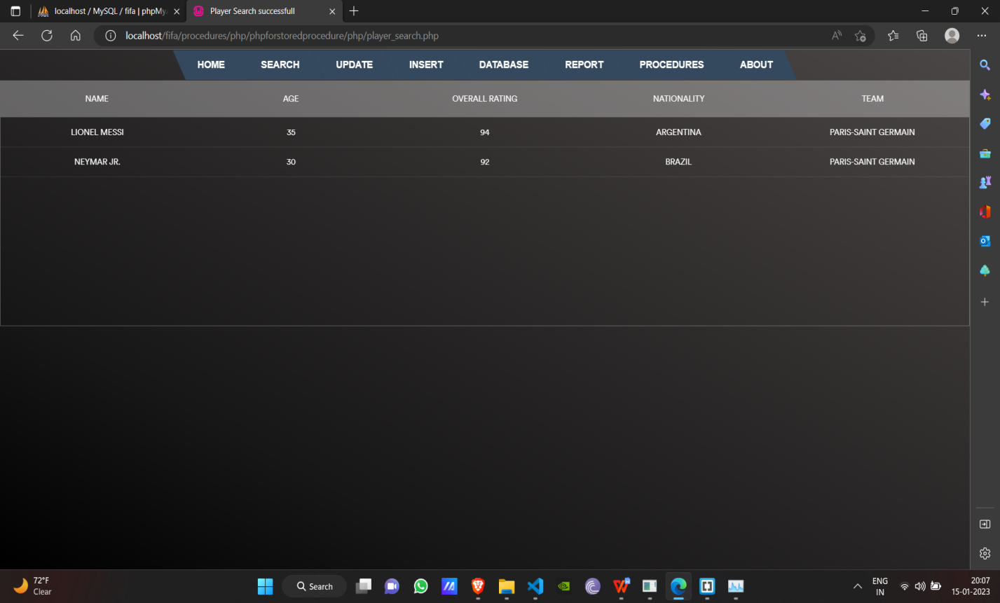 localhost / MySQL / fifa | phpMy
Player Search successfull
localhost/fifa/procedures/php/phpforstoredprocedure/php/player_search.php
HOME SEARCH UPDATE INSERT DATABASE REPORT PROCEDURES ABOUT
NAME AGE OVERALL RATING NATIONALITY TEAM
LIONEL MESSI 35 94 ARGENTINA PARIS-SAINT GERMAIN
NEYMAR JR. 30 92 BRAZIL PARIS-SAINT GERMAIN
72°F
Clear
Search
ENG
IN
20:07
15-01-2023